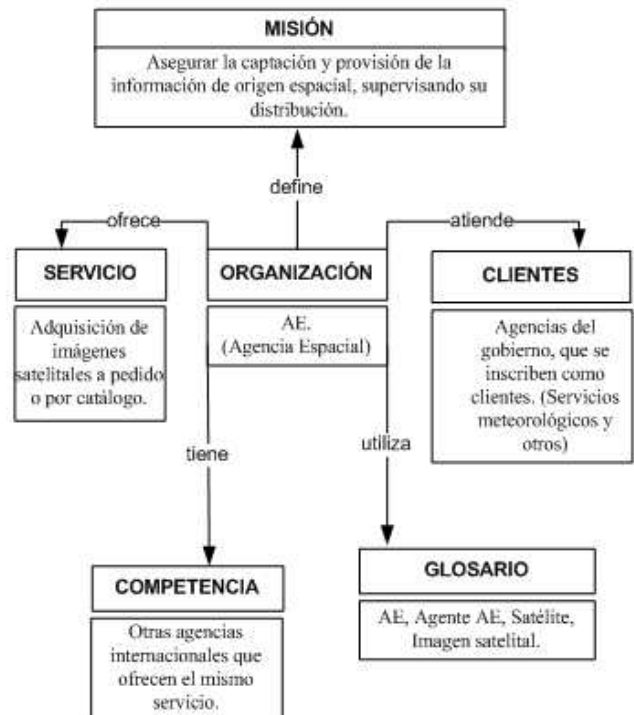 MISIÓN
Asegurar la captación y provisión de la
información de origen espacial, supervisando su
distribución.
define
ofrece
atiende
SERVICIO
Adquisición de
imágenes
satelitales a pedido
o por catálogo.
ORGANIZACIÓN
AE.
(Agencia Espacial)
CLIENTES
Agencias del
gobierno, que se
inscriben como
clientes. (Servicios
meteorológicos y
otros)
tiene
utiliza
COMPETENCIA
Otras agencias
internacionales que
ofrecen el mismo
servicio.
GLOSARIO
AE, Agente AE, Satélite,
Imagen satelital.